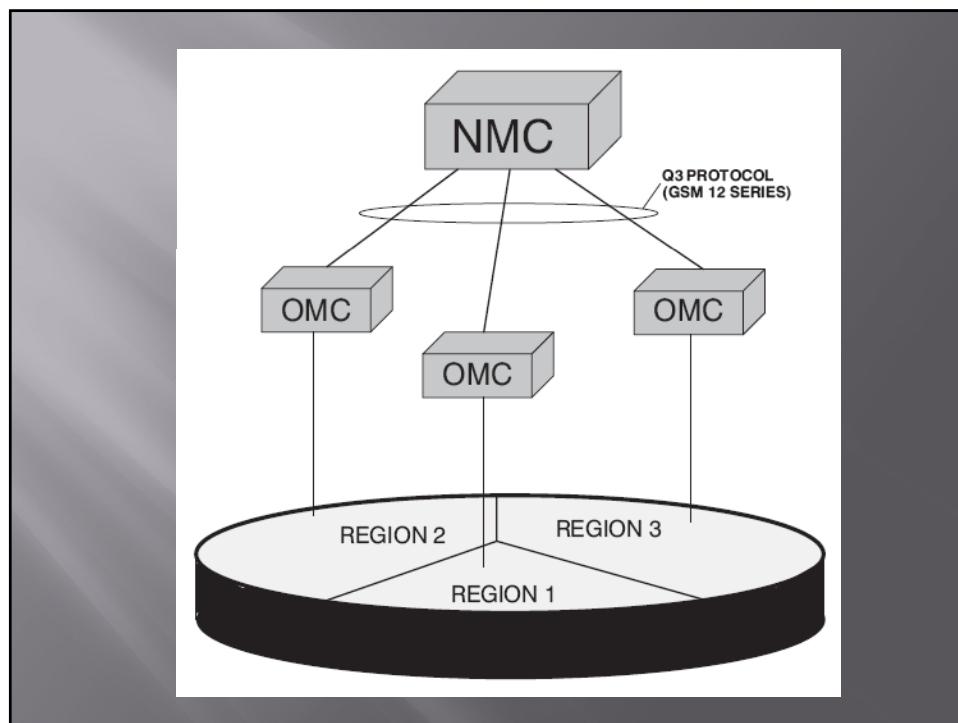 NMC
Q3 PROTOCOL
(GSM 12 SERIES)
OMC
OMC
OMC
REGION 2
REGION 3
REGION 1